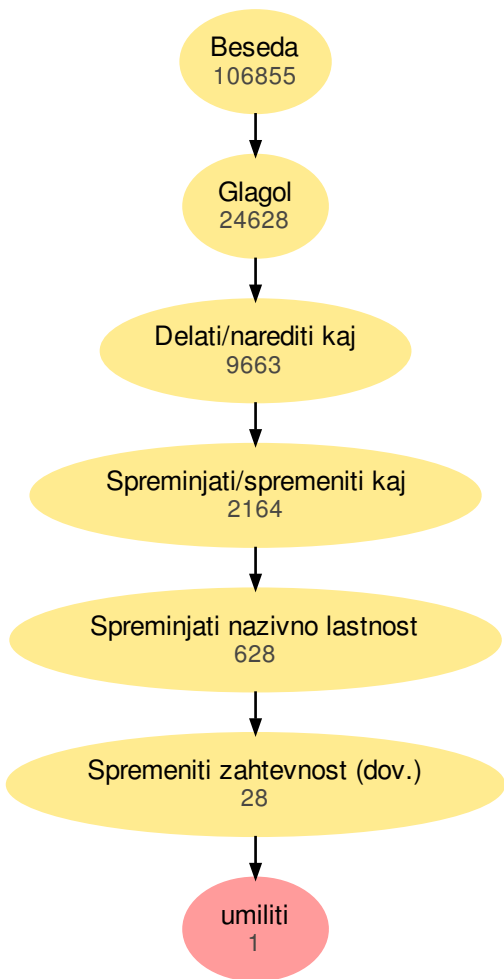 Beseda
106855
Glagol
24628
Delati/narediti kaj
9663
Spreminjati/spremeniti kaj
2164
Spreminjati nazivno lastnost
628
Spremeniti zahtevnost (dov.)
28
umiliti
1